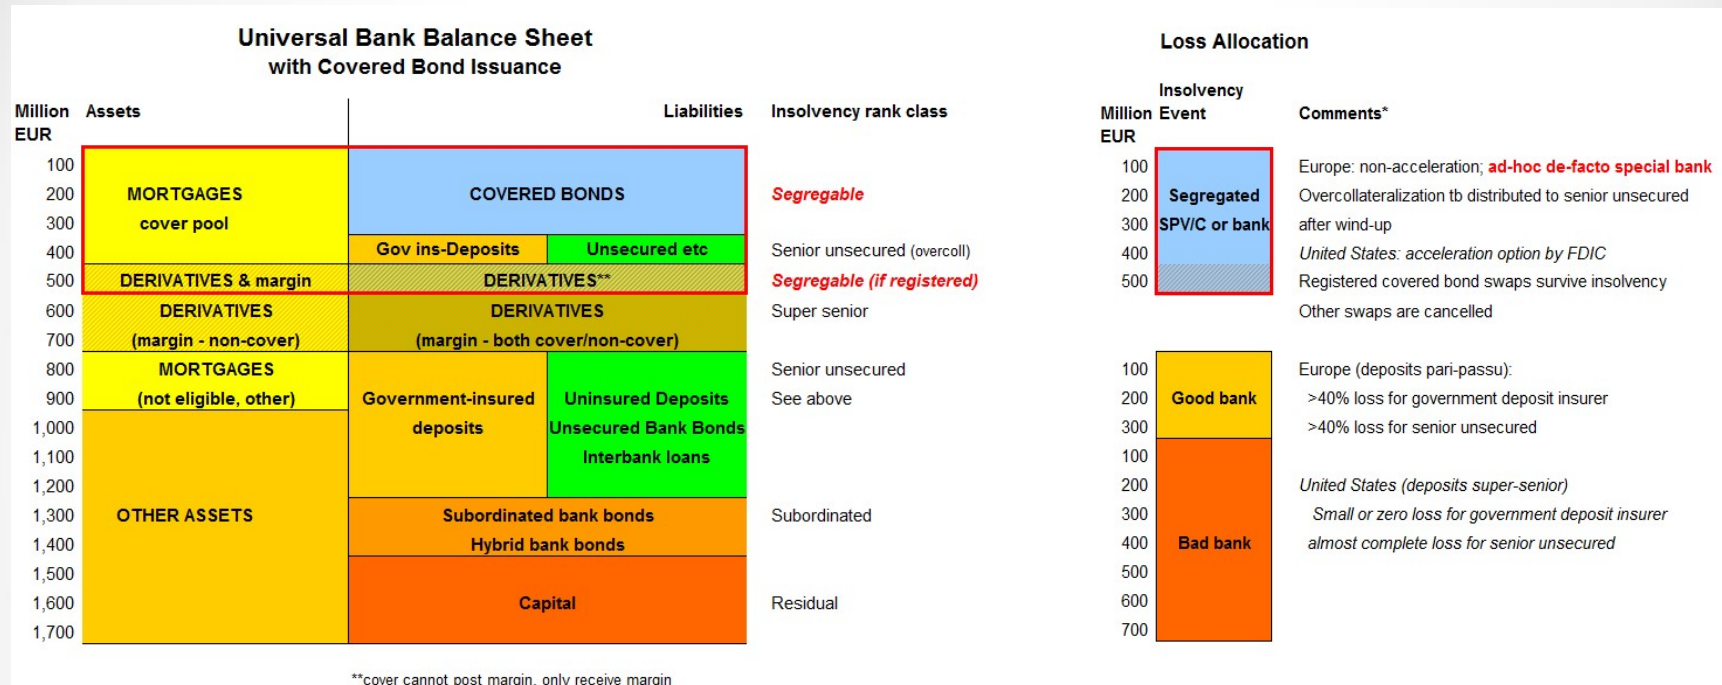 Universal Bank Balance Sheet
with Covered Bond Issuance
Million Assets Liabilities Insolvency rank class
EUR
100
200 MORTGAGES COVERED BONDS Segregable
300 cover pool
400 Gov ins-Deposits Unsecured etc Senior unsecured (overcoll)
500 DERIVATIVES & margin DERIVATIVES** Segregable (if registered)
600 DERIVATIVES DERIVATIVES Super senior
700 (margin - non-cover) (margin - both cover/non-cover)
800 MORTGAGES Senior unsecured
900 (not eligible, other) Government-insured Uninsured Deposits See above
1,000 deposits Unsecured Bank Bonds
1,100 Interbank loans
1,200
1,300 OTHER ASSETS Subordinated bank bonds Subordinated
1,400 Hybrid bank bonds
1,500
1,600 Capital Residual
1,700
**cover cannot post margin, only receive margin
Loss Allocation
Insolvency
Million Event Comments*
EUR
100 Europe: non-acceleration; ad-hoc de-facto special bank
200 Segregated Overcollateralization tb distributed to senior unsecured
300 SPV/C or bank after wind-up
400 United States: acceleration option by FDIC
500 Registered covered bond swaps survive insolvency
Other swaps are cancelled
100 Europe (deposits pari-passu):
200 Good bank >40% loss for government deposit insurer
300 >40% loss for senior unsecured
100
200 United States (deposits super-senior)
300 Small or zero loss for government deposit insurer
400 Bad bank almost complete loss for senior unsecured
500
600
700